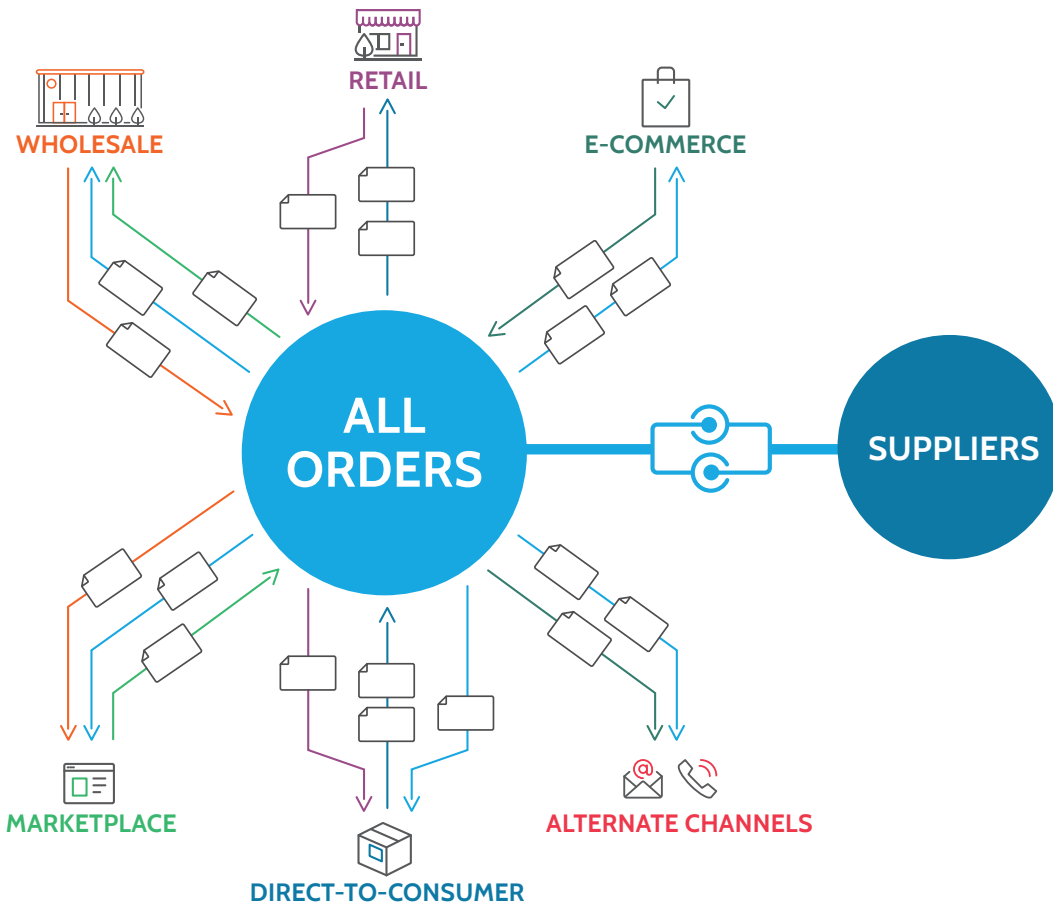 RETAIL
WHOLESALE
E-COMMERCE
ALL
ORDERS
SUPPLIERS
@
MARKETPLACE
ALTERNATE CHANNELS
DIRECT-TO-CONSUMER